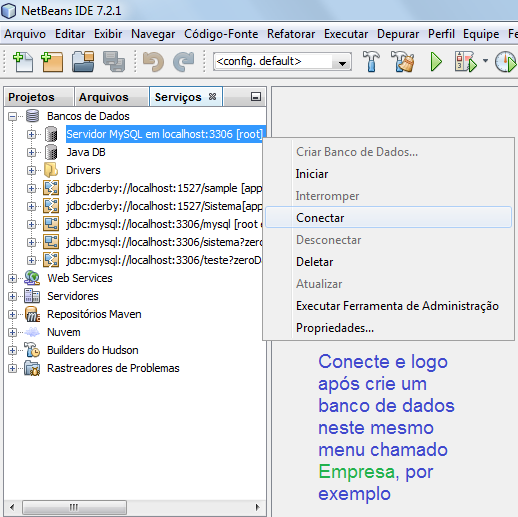 NetBeans IDE 7.2.1
Arquivo Editar Exibir Navegar Código-Fonte Refatorar Executar Depurar Perfil Equipe
<config. default>
Projetos Arquivos Serviços
Bancos de Dados
Servidor MySQL em localhost:3306 [root]
Java DB
Drivers
jdbc:derby://localhost:1527/sample [app
jdbc:derby://localhost:1527/Sistema[app
jdbc:mysql://localhost:3306/mysql [root
jdbc:mysql://localhost:3306/sistema?zero
jdbc:mysql://localhost:3306/teste?zeroD
Web Services
Servidores
Repositórios Maven
Nuvem
Builders do Hudson
Rastreadores de Problemas
Criar Banco de Dados...
Iniciar
Interromper
Conectar
Desconectar
Deletar
Atualizar
Executar Ferramenta de Administração
Propriedades...
Conecte e logo
após crie um
banco de dados
neste mesmo
menu chamado
Empresa, por
exemplo